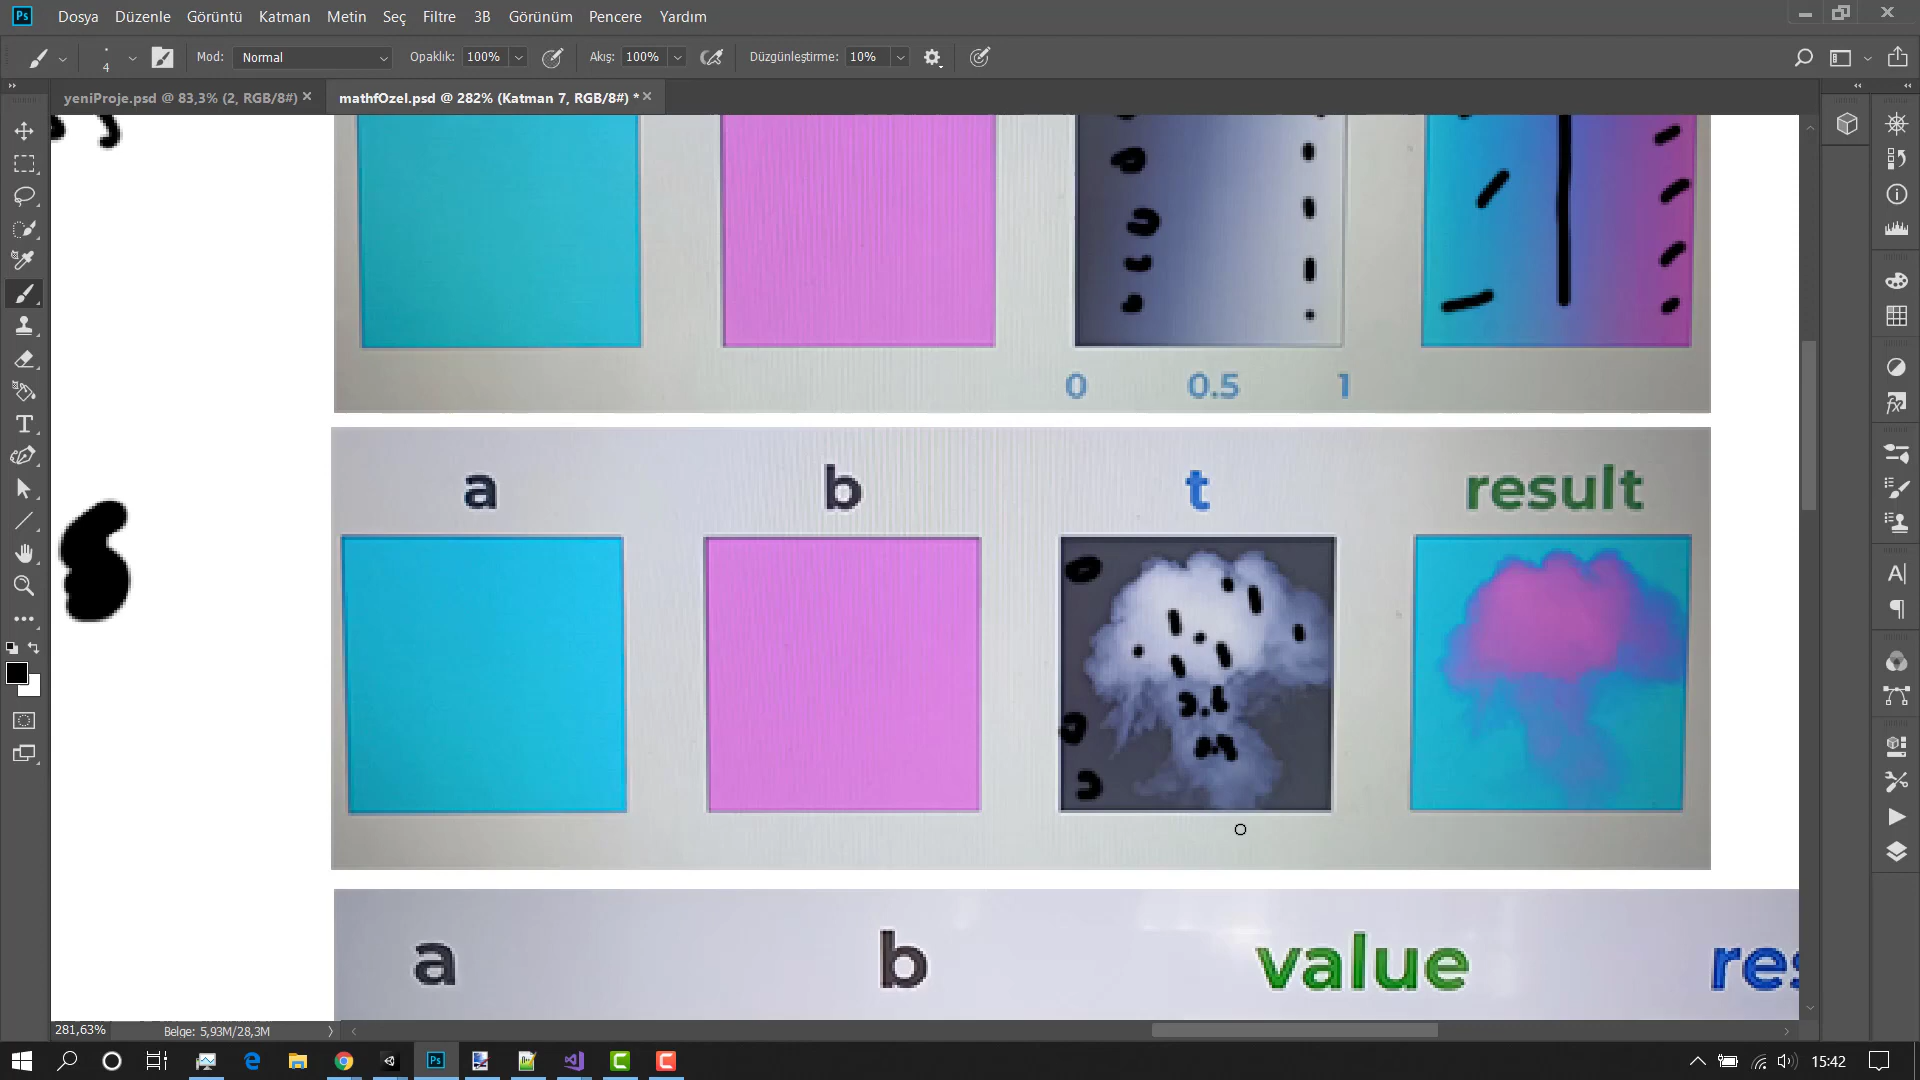 Ps Dosya Düzenle Görüntü Katman Metin Seç Filtre 3B Görünüm Pencere Yardım
4 Mod: Normal Opaklık: 100% Akış: 100% Düzgünleştirme: 10%
yeniProje.psd @ 83,3% (2, RGB/8#) mathfOzel.psd @ 282% (Katman 7, RGB/8#) *
0 0.5 1
a b t result
a b value res
281,63% Belge: 5,93M/28,3M
Ps 15:42